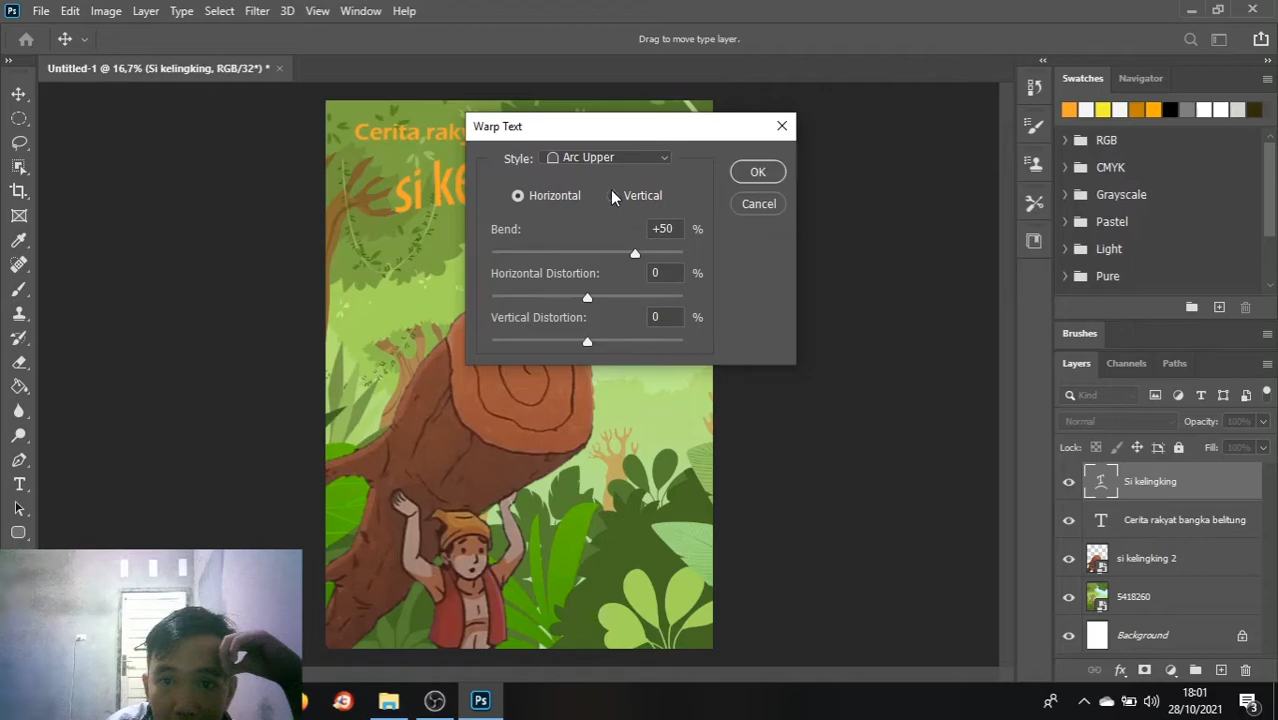 Ps File Edit Image Layer Type Select Filter 3D View Window Help
Drag to move type layer.
Untitled-1 @ 16,7% (Si kelingking, RGB/32*) *
Cerita rak
si ke
Warp Text
Style: Arc Upper
Horizontal Vertical
Bend: +50 %
Horizontal Distortion: 0 %
Vertical Distortion: 0 %
OK
Cancel
Swatches Navigator
RGB
CMYK
Grayscale
Pastel
Light
Pure
Brushes
Layers Channels Paths
Kind
Normal Opacity: 100%
Lock: Fill: 100%
Si kelingking
Cerita rakyat bangka belitung
si kelingking 2
5418260
Background
fx
Ps
18:01
28/10/2021
3